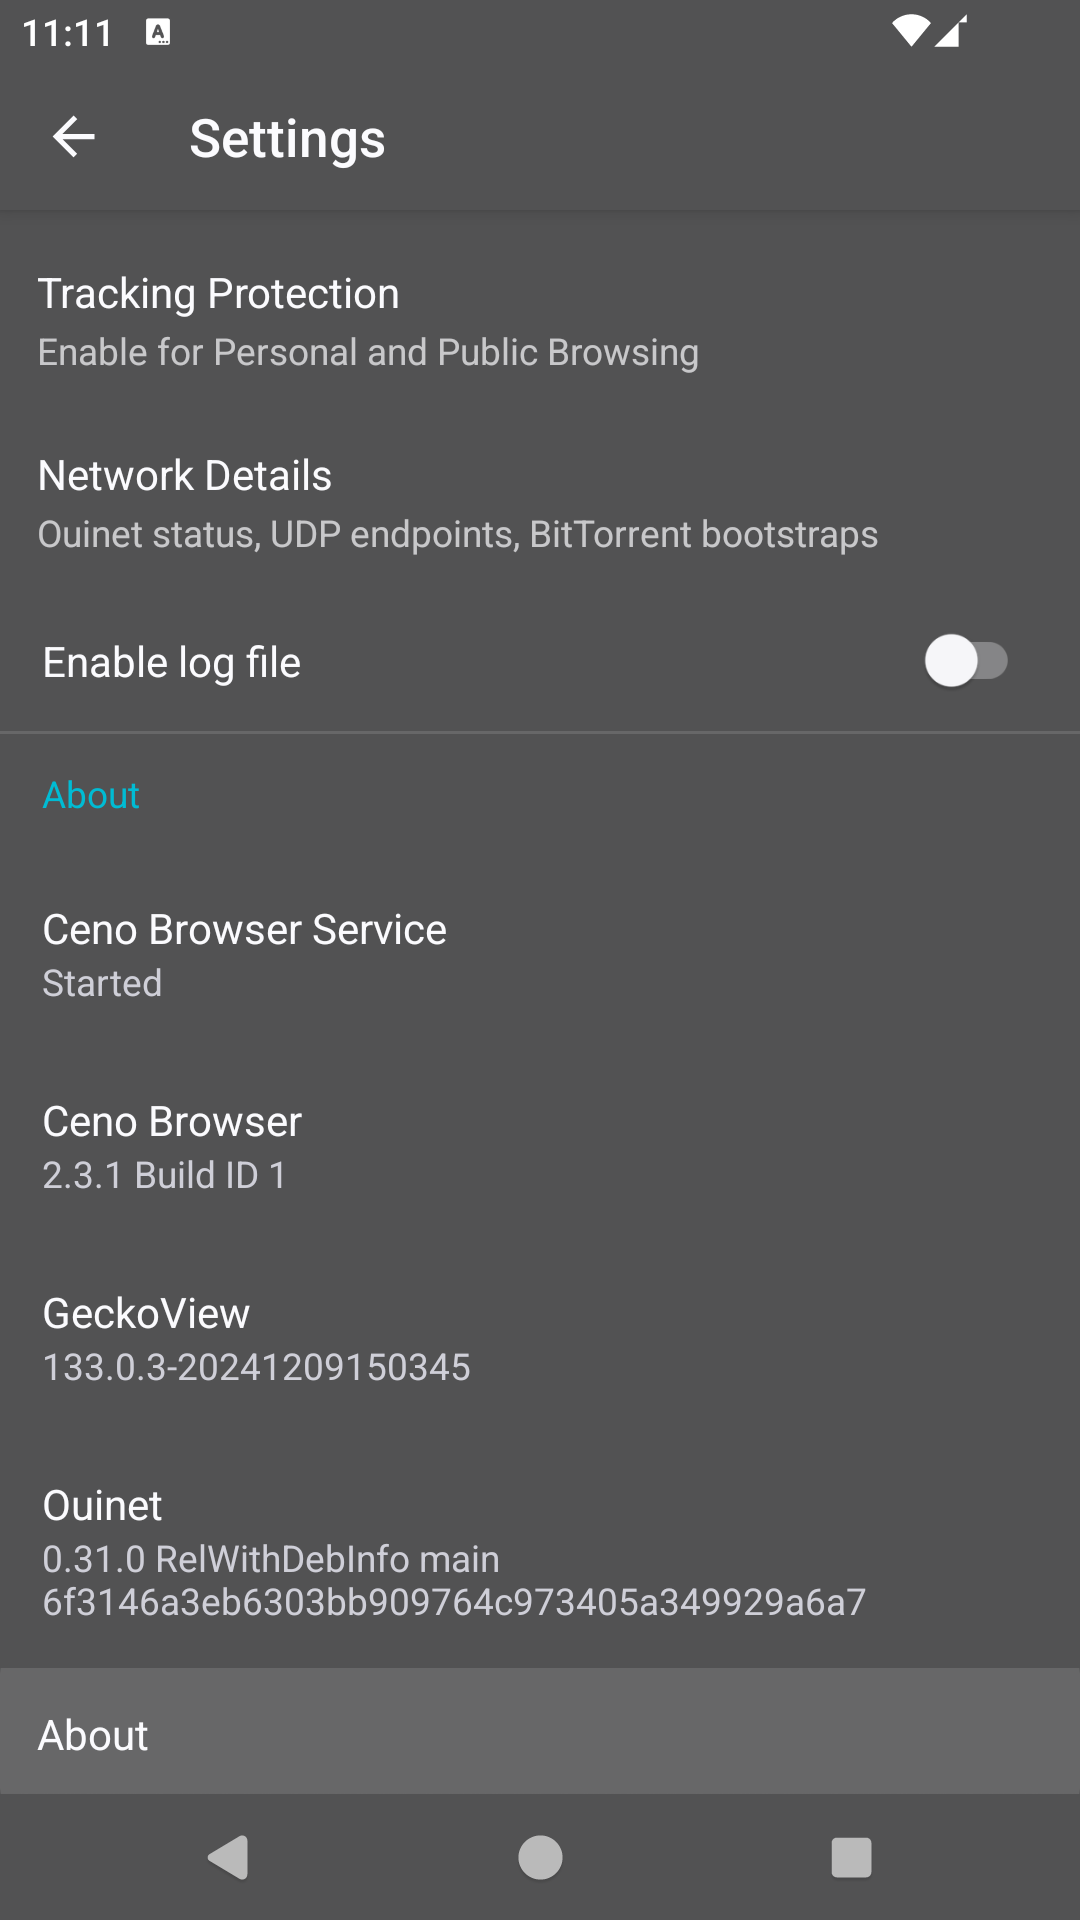 11:11
Settings
Tracking Protection
Enable for Personal and Public Browsing
Network Details
Ouinet status, UDP endpoints, BitTorrent bootstraps
Enable log file
About
Ceno Browser Service
Started
Ceno Browser
2.3.1 Build ID 1
GeckoView
133.0.3-20241209150345
Ouinet
0.31.0 RelWithDebInfo main
6f3146a3eb6303bb909764c973405a349929a6a7
About